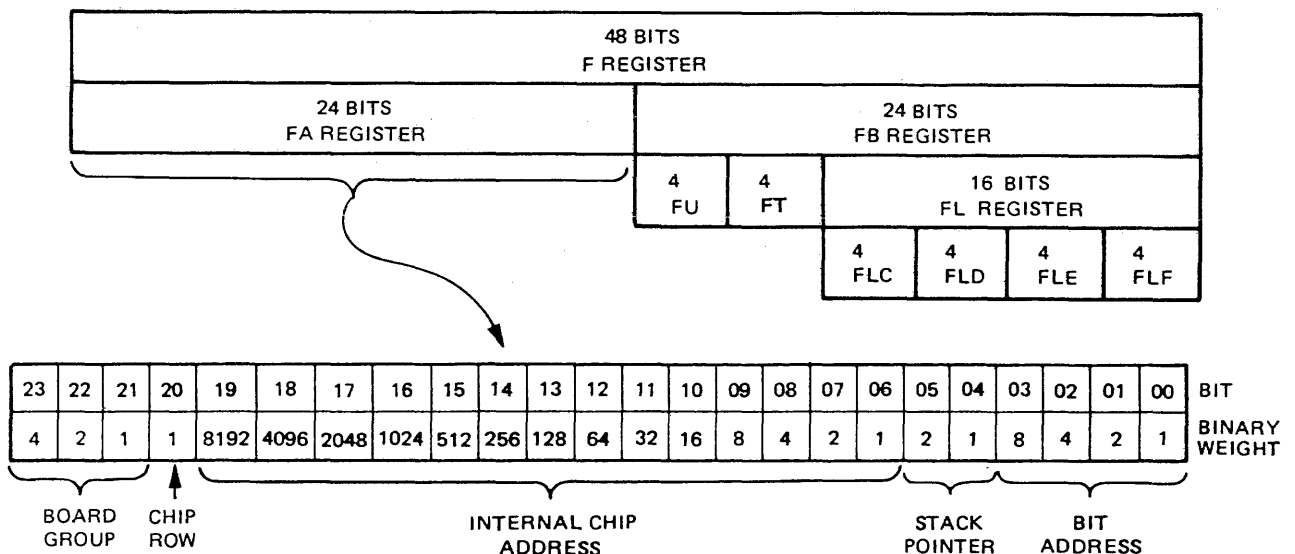 48 BITS
F REGISTER
24 BITS
FA REGISTER
24 BITS
FB REGISTER
4
FU
4
FT
16 BITS
FL REGISTER
4
FLC
4
FLD
4
FLE
4
FLF
23 22 21 20 19 18 17 16 15 14 13 12 11 10 09 08 07 06 05 04 03 02 01 00 BIT
4 2 1 1 8192 4096 2048 1024 512 256 128 64 32 16 8 4 2 1 2 1 8 4 2 1 BINARY WEIGHT
BOARD GROUP
CHIP ROW
INTERNAL CHIP ADDRESS
STACK POINTER
BIT ADDRESS